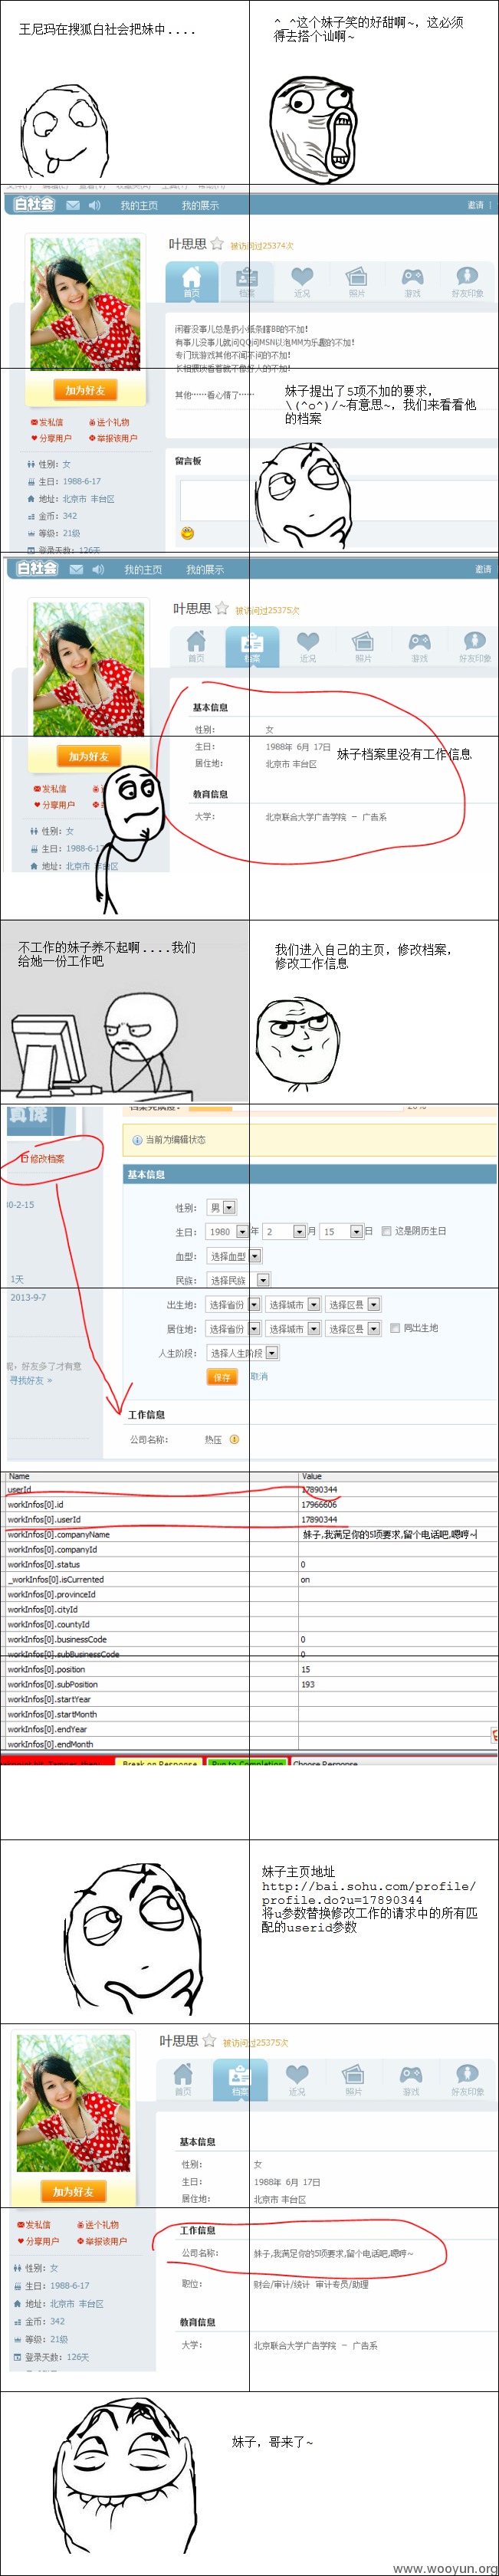 王尼玛在搜狐白社会把妹中....
^_^这个妹子笑的好甜啊~, 这必须
得去搭个讪啊~
白社会 我的主页 我的展示 邀请
叶思思 被访问过25374次
首页 档案 近况 照片 游戏 好友印象
闲着没事儿总是扔小纸条瞎BB的不加!
有事儿没事儿就问QQ问MSN以泡MM为乐趣的不加!
专门玩游戏其他不闻不问的不加!
其他……看心情了……
加为好友
妹子提出了5项不加的要求,
\(^o^)/~有意思~, 我们来看看他
的档案
发私信 送个礼物
分享用户 举报该用户
性别: 女
生日: 1988-6-17
地址: 北京市 丰台区
金币: 342
等级: 21级
登录天数: 126天
留言板
白社会 我的主页 我的展示 邀请
叶思思 被访问过25375次
首页 档案 近况 照片 游戏 好友印象
基本信息
性别: 女
生日: 1988年 6月 17日
居住地: 北京市 丰台区
妹子档案里没有工作信息
教育信息
大学: 北京联合大学广告学院 - 广告系
加为好友
发私信
分享用户
性别: 女
生日: 1988-6-17
地址: 北京市 丰台区
不工作的妹子养不起啊....我们
给她一份工作吧
我们进入自己的主页, 修改档案,
修改工作信息
修改档案
当前为编辑状态
基本信息
性别: 男
生日: 1980 年 2 月 15 日 这是阴历生日
血型: 选择血型
民族: 选择民族
出生地: 选择省份 选择城市 选择区县
居住地: 选择省份 选择城市 选择区县 同出生地
人生阶段: 选择人生阶段
保存 取消
80-2-15
1天
2013-9-7
呢, 好友多了才有意
寻找好友 »
工作信息
公司名称: 热压
Name Value
userId 17890344
workInfos[0].id 17966606
workInfos[0].userId 17890344
workInfos[0].companyName 妹子,我满足你的5项要求,留个电话吧,嗯哼~
workInfos[0].companyId
workInfos[0].status 0
_workInfos[0].isCurrented on
workInfos[0].provinceId
workInfos[0].cityId
workInfos[0].countyId
workInfos[0].businessCode 0
workInfos[0].subBusinessCode 0
workInfos[0].position 15
workInfos[0].subPosition 193
workInfos[0].startYear
workInfos[0].startMonth
workInfos[0].endYear
workInfos[0].endMonth
Break on Response Run to Completion Choose Response
妹子主页地址
http://bai.sohu.com/profile/
profile.do?u=17890344
将u参数替换修改工作的请求中的所有匹
配的userid参数
叶思思 被访问过25375次
首页 档案 近况 照片 游戏 好友印象
基本信息
性别: 女
生日: 1988年 6月 17日
居住地: 北京市 丰台区
加为好友
发私信 送个礼物
分享用户 举报该用户
性别: 女
生日: 1988-6-17
地址: 北京市 丰台区
金币: 342
等级: 21级
登录天数: 126天
工作信息
公司名称: 妹子,我满足你的5项要求,留个电话吧,嗯哼~
职位: 财会/审计/统计 审计专员/助理
教育信息
大学: 北京联合大学广告学院 - 广告系
妹子, 哥来了~
www.wooyun.org